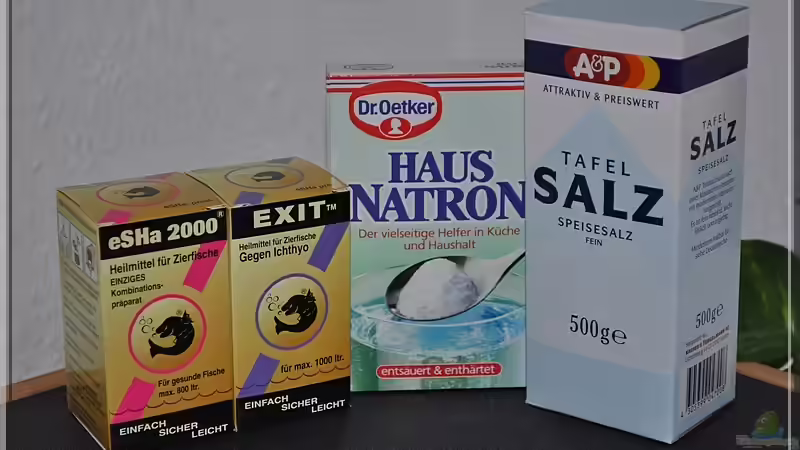 eSHa 2000®
Heilmittel für Zierfische
EINZIGES
Kombinations-
präparat
Für gesunde Fische
max. 800 ltr.
EINFACH SICHER LEICHT
EXIT™
Heilmittel für Zierfische
Gegen Ichthyo
für max. 1000 ltr.
EINFACH SICHER LEICHT
Dr.Oetker
HAUS
NATRON
Der vielseitige Helfer in Küche
und Haushalt
entsäuert & enthärtet
A&P
ATTRAKTIV & PREISWERT
TAFEL
SALZ
SPEISESALZ
FEIN
500g℮
TAFEL
SALZ
SPEISESALZ
500g℮